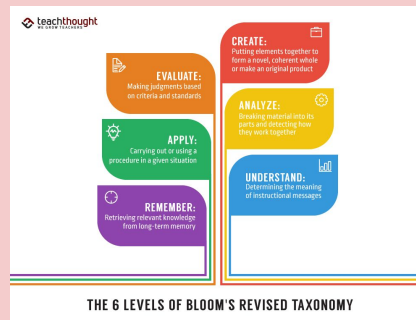 teachthought
WE GROW TEACHERS
CREATE:
Putting elements together to
form a novel, coherent whole
or make an original product
EVALUATE:
Making judgments based
on criteria and standards
ANALYZE:
Breaking material into its
parts and detecting how
they work together
APPLY:
Carrying out or using a
procedure in a given situation
UNDERSTAND:
Determining the meaning
of instructional messages
REMEMBER:
Retrieving relevant knowledge
from long-term memory
THE 6 LEVELS OF BLOOM'S REVISED TAXONOMY